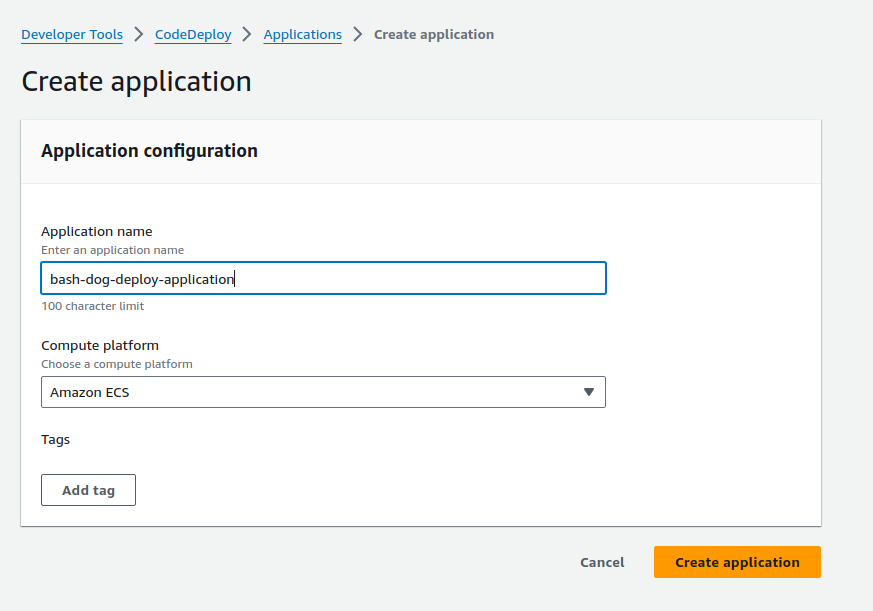 Developer Tools > CodeDeploy > Applications > Create application
Create application
Application configuration
Application name
Enter an application name
bash-dog-deploy-application
100 character limit
Compute platform
Choose a compute platform
Amazon ECS
Tags
Add tag
Cancel Create application